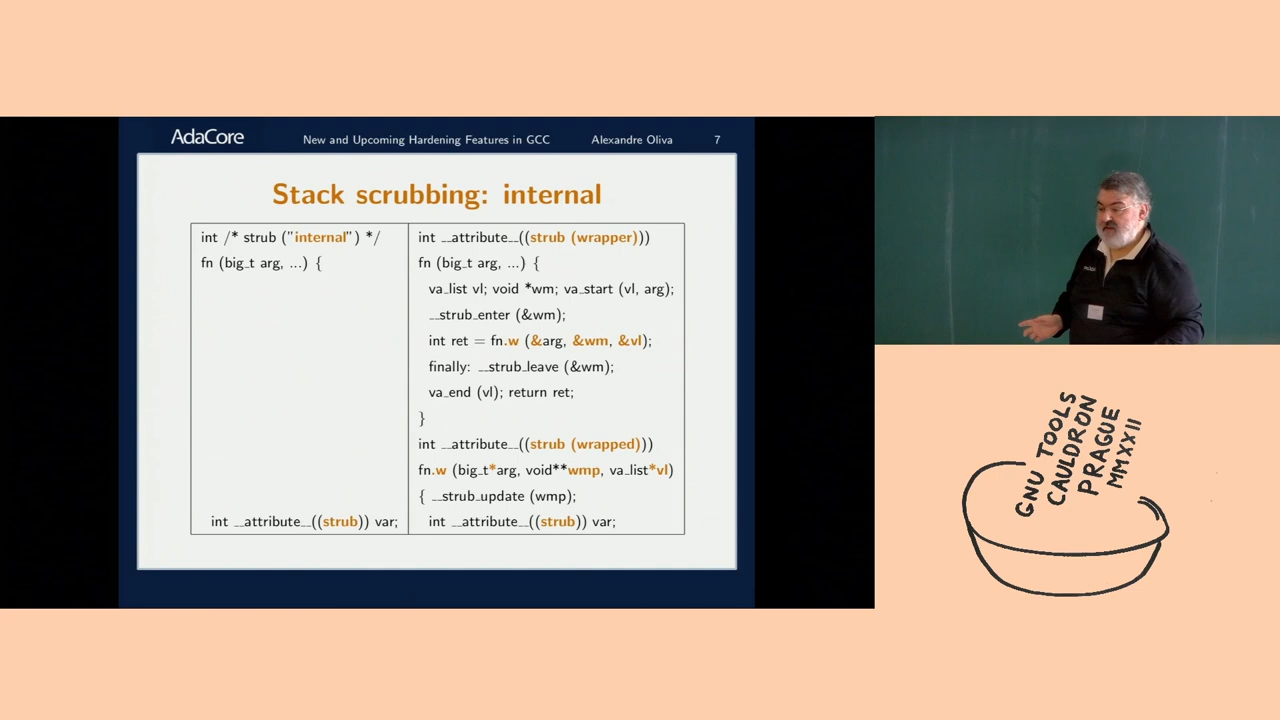 AdaCore New and Upcoming Hardening Features in GCC Alexandre Oliva 7
Stack scrubbing: internal
int /* strub ("internal") */
fn (big_t arg, ...) {
int __attribute__((strub)) var;
int __attribute__((strub (wrapper)))
fn (big_t arg, ...) {
va_list vl; void *wm; va_start (vl, arg);
__strub_enter (&wm);
int ret = fn.w (&arg, &wm, &vl);
finally: __strub_leave (&wm);
va_end (vl); return ret;
}
int __attribute__((strub (wrapped)))
fn.w (big_t*arg, void**wmp, va_list*vl)
{ __strub_update (wmp);
int __attribute__((strub)) var;
GNU TOOLS
CAULDRON
PRAGUE
MMXXII